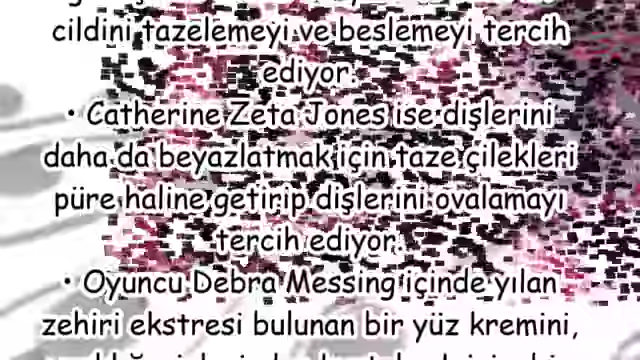 cildini tazelemeyi ve beslemeyi tercih
ediyor.
• Catherine Zeta Jones ise dişlerini
daha da beyazlatmak için taze çilekleri
püre haline getirip dişlerini ovalamayı
tercih ediyor.
• Oyuncu Debra Messing içinde yılan
zehiri ekstresi bulunan bir yüz kremini,